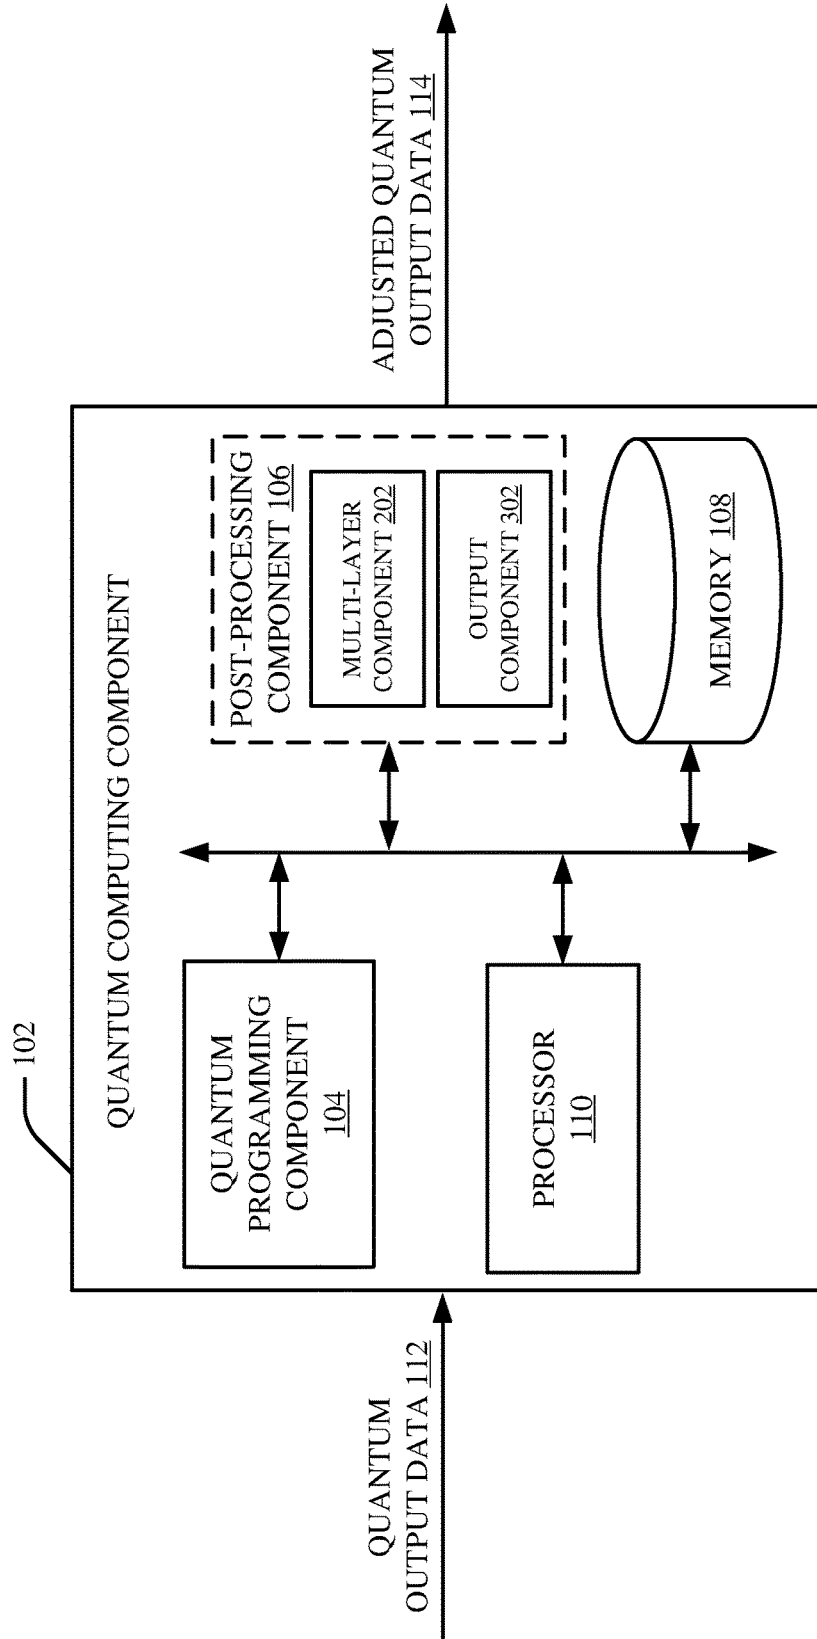 102
QUANTUM COMPUTING COMPONENT
QUANTUM
OUTPUT DATA 112
QUANTUM
PROGRAMMING
COMPONENT
104
PROCESSOR
110
POST-PROCESSING
COMPONENT 106
MULTI-LAYER
COMPONENT 202
OUTPUT
COMPONENT 302
MEMORY 108
ADJUSTED QUANTUM
OUTPUT DATA 114